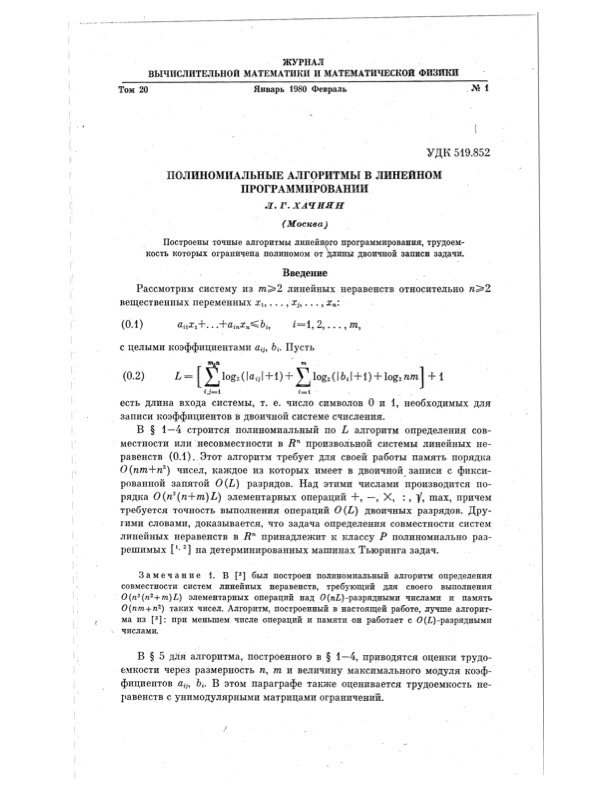 ЖУРНАЛ
ВЫЧИСЛИТЕЛЬНОЙ МАТЕМАТИКИ И МАТЕМАТИЧЕСКОЙ ФИЗИКИ
Том 20 Январь 1980 Февраль № 1
УДК 519.852
ПОЛИНОМИАЛЬНЫЕ АЛГОРИТМЫ В ЛИНЕЙНОМ
ПРОГРАММИРОВАНИИ
Л. Г. ХАЧИЯН
(Москва)
Построены точные алгоритмы линейного программирования, трудоем-
кость которых ограничена полиномом от длины двоичной записи задачи.
Введение
Рассмотрим систему из m⩾2 линейных неравенств относительно n⩾2
вещественных переменных x₁, . . . , xⱼ, . . . , xₙ:
(0.1) aᵢ₁x₁+...+aᵢₙxₙ⩽bᵢ, i=1, 2, . . . , m,
с целыми коэффициентами aᵢⱼ, bᵢ. Пусть
(0.2) L = [ ∑_{i,j=1}^{m,n} log₂(|aᵢⱼ|+1) + ∑_{i=1}^{m} log₂(|bᵢ|+1) + log₂ nm ] + 1
есть длина входа системы, т. е. число символов 0 и 1, необходимых для
записи коэффициентов в двоичной системе счисления.
В § 1—4 строится полиномиальный по L алгоритм определения сов-
местности или несовместности в Rⁿ произвольной системы линейных не-
равенств (0.1). Этот алгоритм требует для своей работы память порядка
O(nm+n²) чисел, каждое из которых имеет в двоичной записи с фикси-
рованной запятой O(L) разрядов. Над этими числами производится по-
рядка O(n³(n+m)L) элементарных операций +, −, ×, :, √, max, причем
требуется точность выполнения операций O(L) двоичных разрядов. Дру-
гими словами, доказывается, что задача определения совместности систем
линейных неравенств в Rⁿ принадлежит к классу P полиномиально раз-
решимых [¹, ²] на детерминированных машинах Тьюринга задач.
Замечание 1. В [³] был построен полиномиальный алгоритм определения
совместности систем линейных неравенств, требующий для своего выполнения
O(n³(n²+m)L) элементарных операций над O(nL)-разрядными числами и память
O(nm+n²) таких чисел. Алгоритм, построенный в настоящей работе, лучше алгорит-
ма из [³]: при меньшем числе операций и памяти он работает с O(L)-разрядными
числами.
В § 5 для алгоритма, построенного в § 1—4, приводятся оценки трудо-
емкости через размерность n, m и величину максимального модуля коэф-
фициентов aᵢⱼ, bᵢ. В этом параграфе также оценивается трудоемкость не-
равенств с унимодулярными матрицами ограничений.